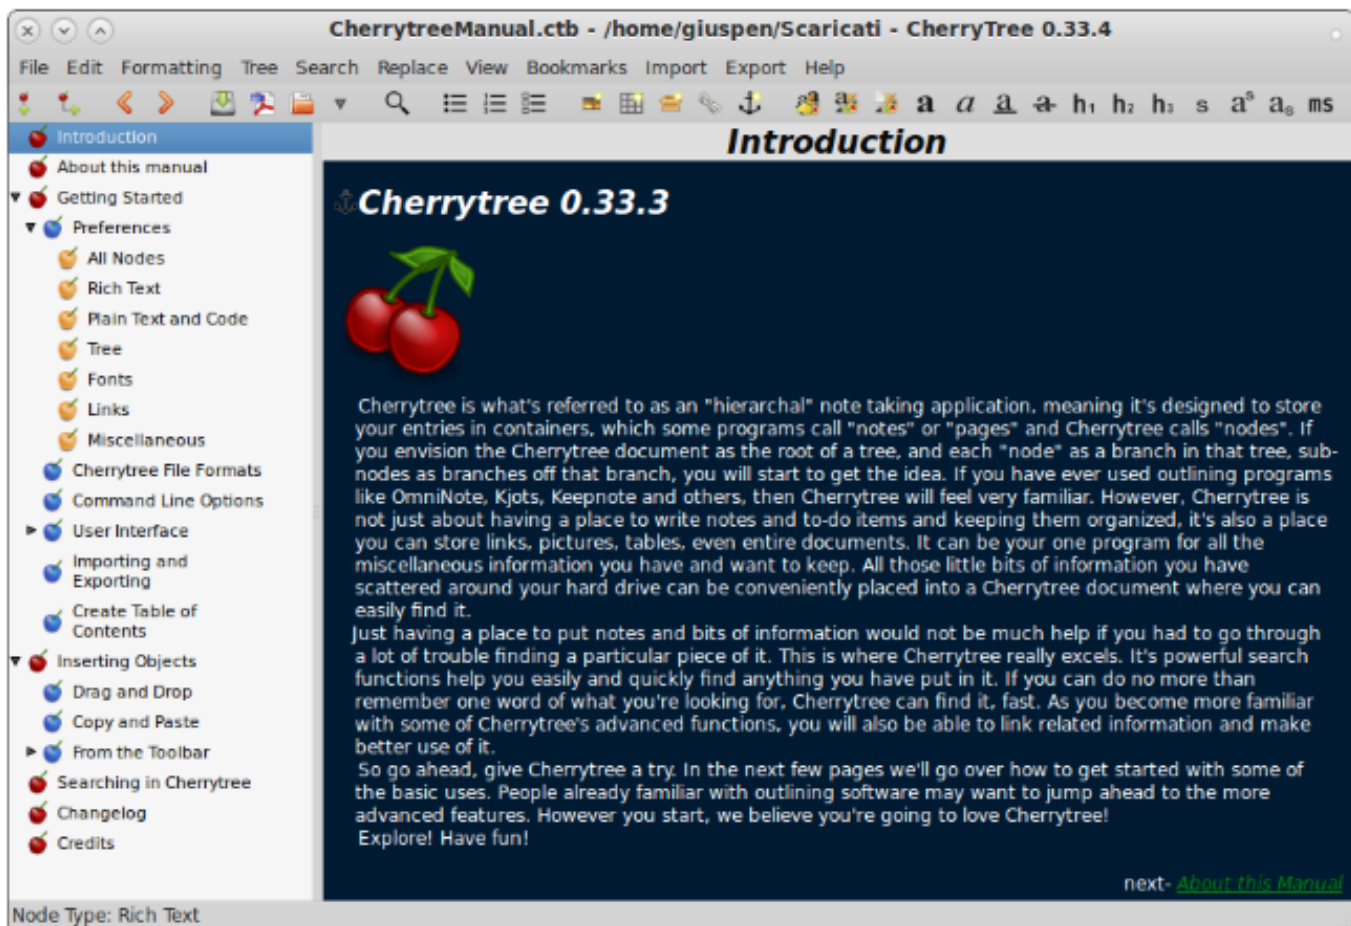 CherrytreeManual.ctb - /home/giuspen/Scaricati - CherryTree 0.33.4
File Edit Formatting Tree Search Replace View Bookmarks Import Export Help
a a a a h1 h2 h3 s aS as ms
Introduction
About this manual
Getting Started
Preferences
All Nodes
Rich Text
Plain Text and Code
Tree
Fonts
Links
Miscellaneous
Cherrytree File Formats
Command Line Options
User Interface
Importing and
Exporting
Create Table of
Contents
Inserting Objects
Drag and Drop
Copy and Paste
From the Toolbar
Searching in Cherrytree
Changelog
Credits
Introduction
Cherrytree 0.33.3
Cherrytree is what's referred to as an "hierarchal" note taking application, meaning it's designed to store
your entries in containers, which some programs call "notes" or "pages" and Cherrytree calls "nodes". If
you envision the Cherrytree document as the root of a tree, and each "node" as a branch in that tree, sub-
nodes as branches off that branch, you will start to get the idea. If you have ever used outlining programs
like OmniNote, Kjots, Keepnote and others, then Cherrytree will feel very familiar. However, Cherrytree is
not just about having a place to write notes and to-do items and keeping them organized, it's also a place
you can store links, pictures, tables, even entire documents. It can be your one program for all the
miscellaneous information you have and want to keep. All those little bits of information you have
scattered around your hard drive can be conveniently placed into a Cherrytree document where you can
easily find it.
Just having a place to put notes and bits of information would not be much help if you had to go through
a lot of trouble finding a particular piece of it. This is where Cherrytree really excels. It's powerful search
functions help you easily and quickly find anything you have put in it. If you can do no more than
remember one word of what you're looking for, Cherrytree can find it, fast. As you become more familiar
with some of Cherrytree's advanced functions, you will also be able to link related information and make
better use of it.
So go ahead, give Cherrytree a try. In the next few pages we'll go over how to get started with some of
the basic uses. People already familiar with outlining software may want to jump ahead to the more
advanced features. However you start, we believe you're going to love Cherrytree!
Explore! Have fun!
next- About this Manual
Node Type: Rich Text